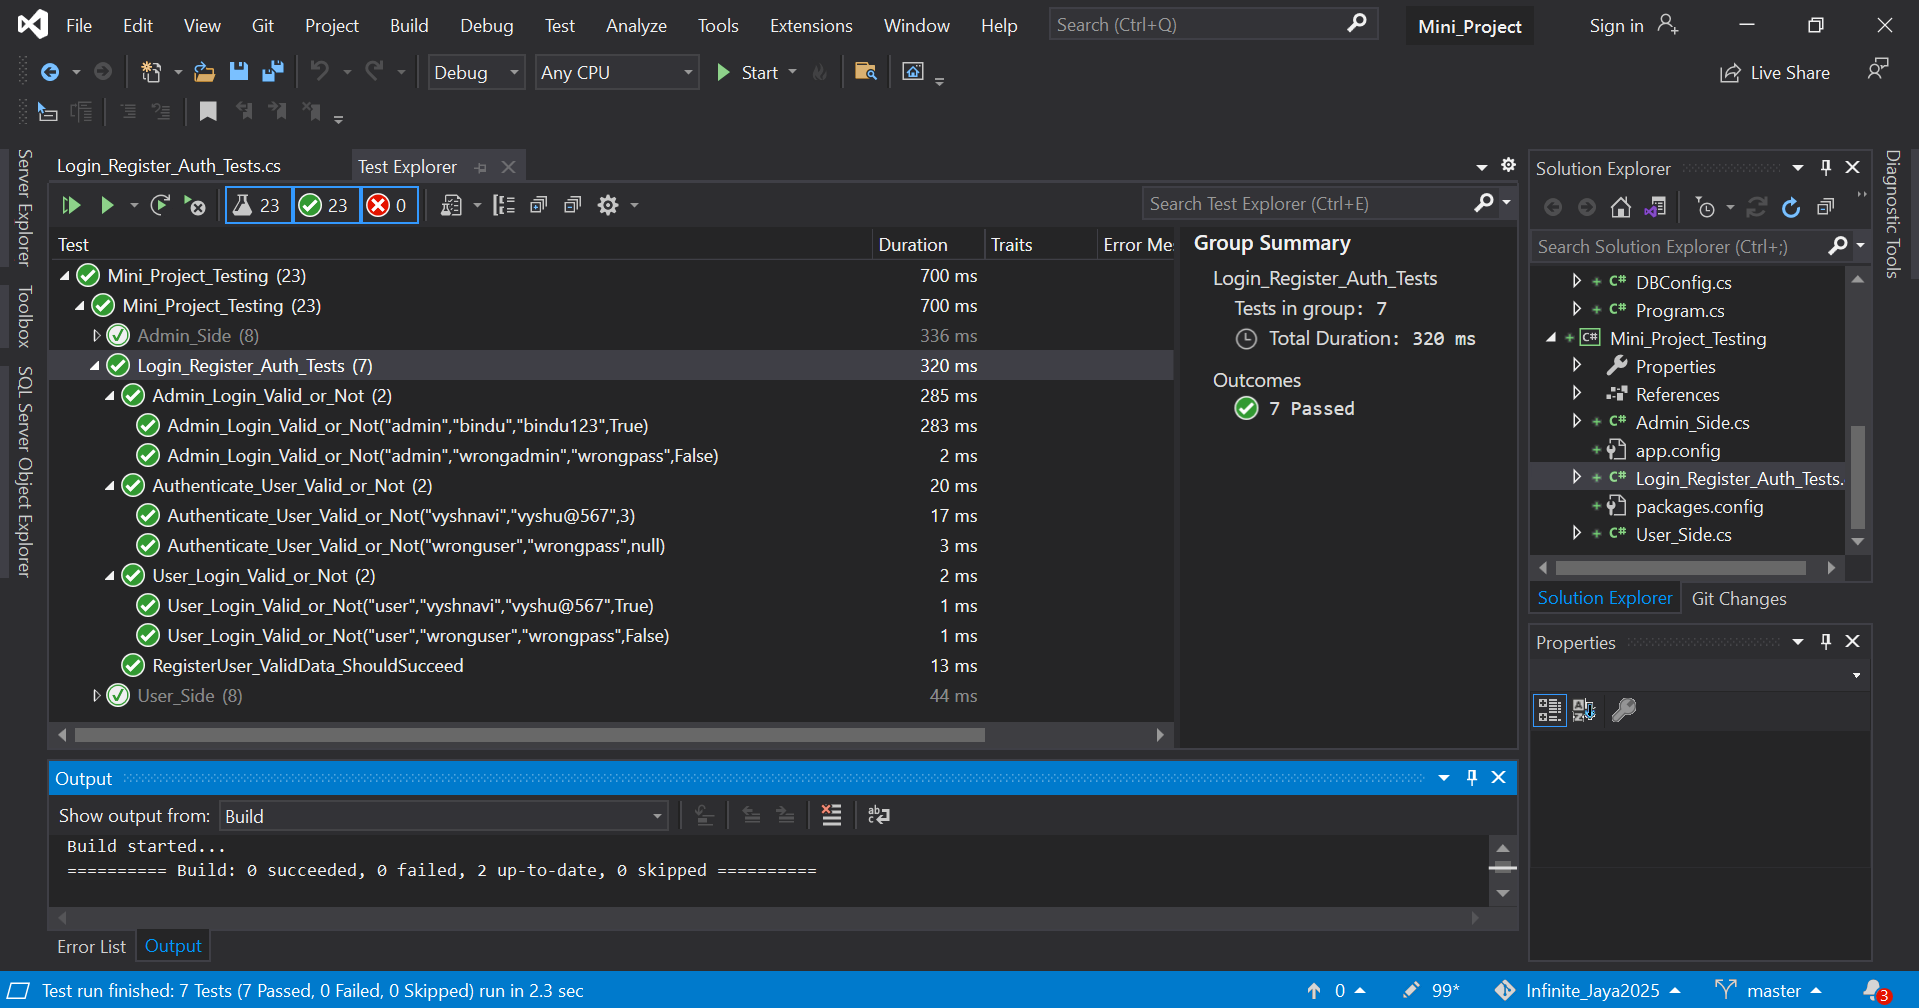 File Edit View Git Project Build Debug Test Analyze Tools Extensions Window Help Search (Ctrl+Q) Mini_Project Sign in
Debug Any CPU Start Live Share
Server Explorer
Toolbox
SQL Server Object Explorer
Login_Register_Auth_Tests.cs Test Explorer
23 23 0 Search Test Explorer (Ctrl+E)
Test Duration Traits Error Mes
Mini_Project_Testing (23) 700 ms
Mini_Project_Testing (23) 700 ms
Admin_Side (8) 336 ms
Login_Register_Auth_Tests (7) 320 ms
Admin_Login_Valid_or_Not (2) 285 ms
Admin_Login_Valid_or_Not("admin","bindu","bindu123",True) 283 ms
Admin_Login_Valid_or_Not("admin","wrongadmin","wrongpass",False) 2 ms
Authenticate_User_Valid_or_Not (2) 20 ms
Authenticate_User_Valid_or_Not("vyshnavi","vyshu@567",3) 17 ms
Authenticate_User_Valid_or_Not("wronguser","wrongpass",null) 3 ms
User_Login_Valid_or_Not (2) 2 ms
User_Login_Valid_or_Not("user","vyshnavi","vyshu@567",True) 1 ms
User_Login_Valid_or_Not("user","wronguser","wrongpass",False) 1 ms
RegisterUser_ValidData_ShouldSucceed 13 ms
User_Side (8) 44 ms
Group Summary
Login_Register_Auth_Tests
Tests in group: 7
Total Duration: 320 ms
Outcomes
7 Passed
Solution Explorer
Search Solution Explorer (Ctrl+;)
C# DBConfig.cs
C# Program.cs
C# Mini_Project_Testing
Properties
References
C# Admin_Side.cs
app.config
C# Login_Register_Auth_Tests.
packages.config
C# User_Side.cs
Solution Explorer Git Changes
Properties
Diagnostic Tools
Output
Show output from: Build
Build started...
========== Build: 0 succeeded, 0 failed, 2 up-to-date, 0 skipped ==========
Error List Output
Test run finished: 7 Tests (7 Passed, 0 Failed, 0 Skipped) run in 2.3 sec 0 99* Infinite_Jaya2025 master 3